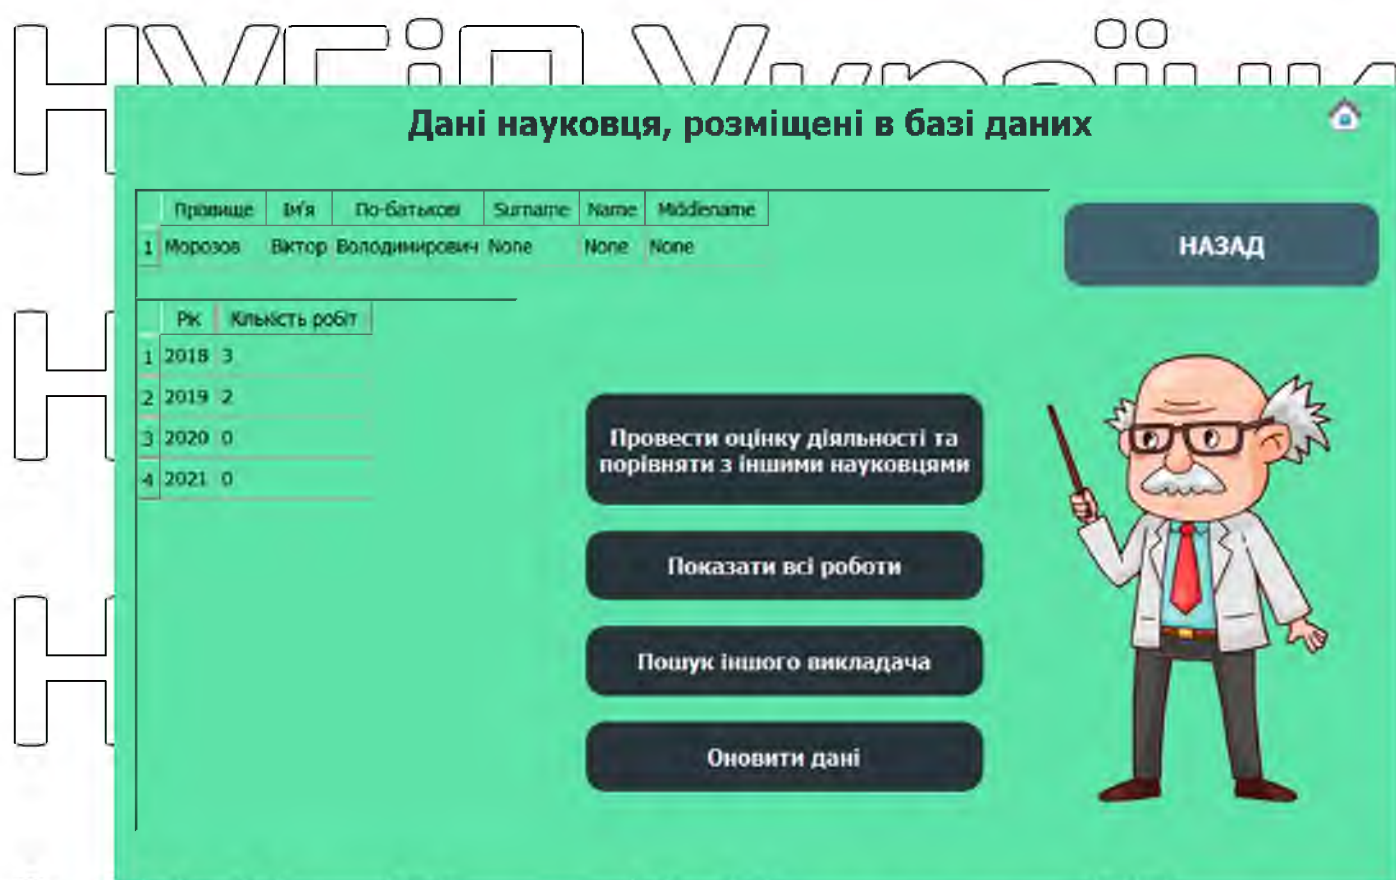 НУБіП України
Дані науковця, розміщені в базі даних
Прізвище Ім'я По-батькові Surname Name Middlename
1 Морозов Віктор Володимирович None None None
НАЗАД
Рік Кількість робіт
1 2018 3
2 2019 2
3 2020 0
4 2021 0
Провести оцінку діяльності та
порівняти з іншими науковцями
Показати всі роботи
Пошук іншого викладача
Оновити дані
Н
Н